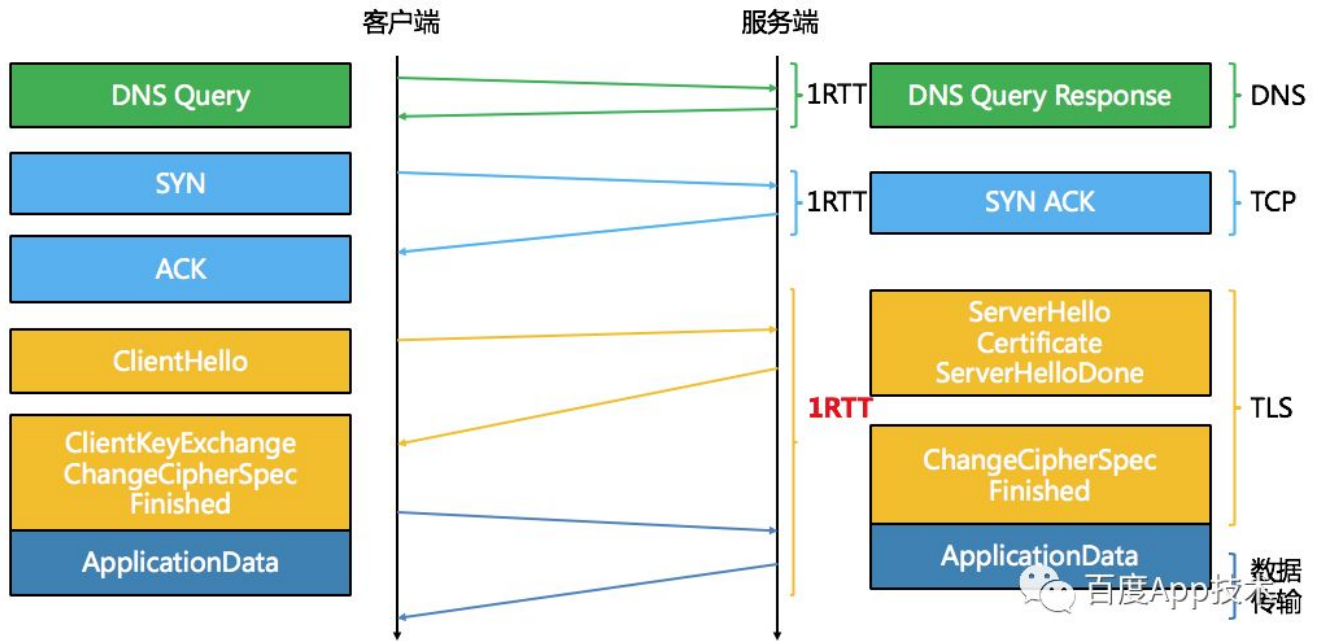 客户端
服务端
DNS Query
1RTT
DNS Query Response
DNS
SYN
1RTT
SYN ACK
TCP
ACK
ClientHello
ServerHello
Certificate
ServerHelloDone
1RTT
TLS
ClientKeyExchange
ChangeCipherSpec
Finished
ChangeCipherSpec
Finished
ApplicationData
ApplicationData
数据
传输
百度App技术